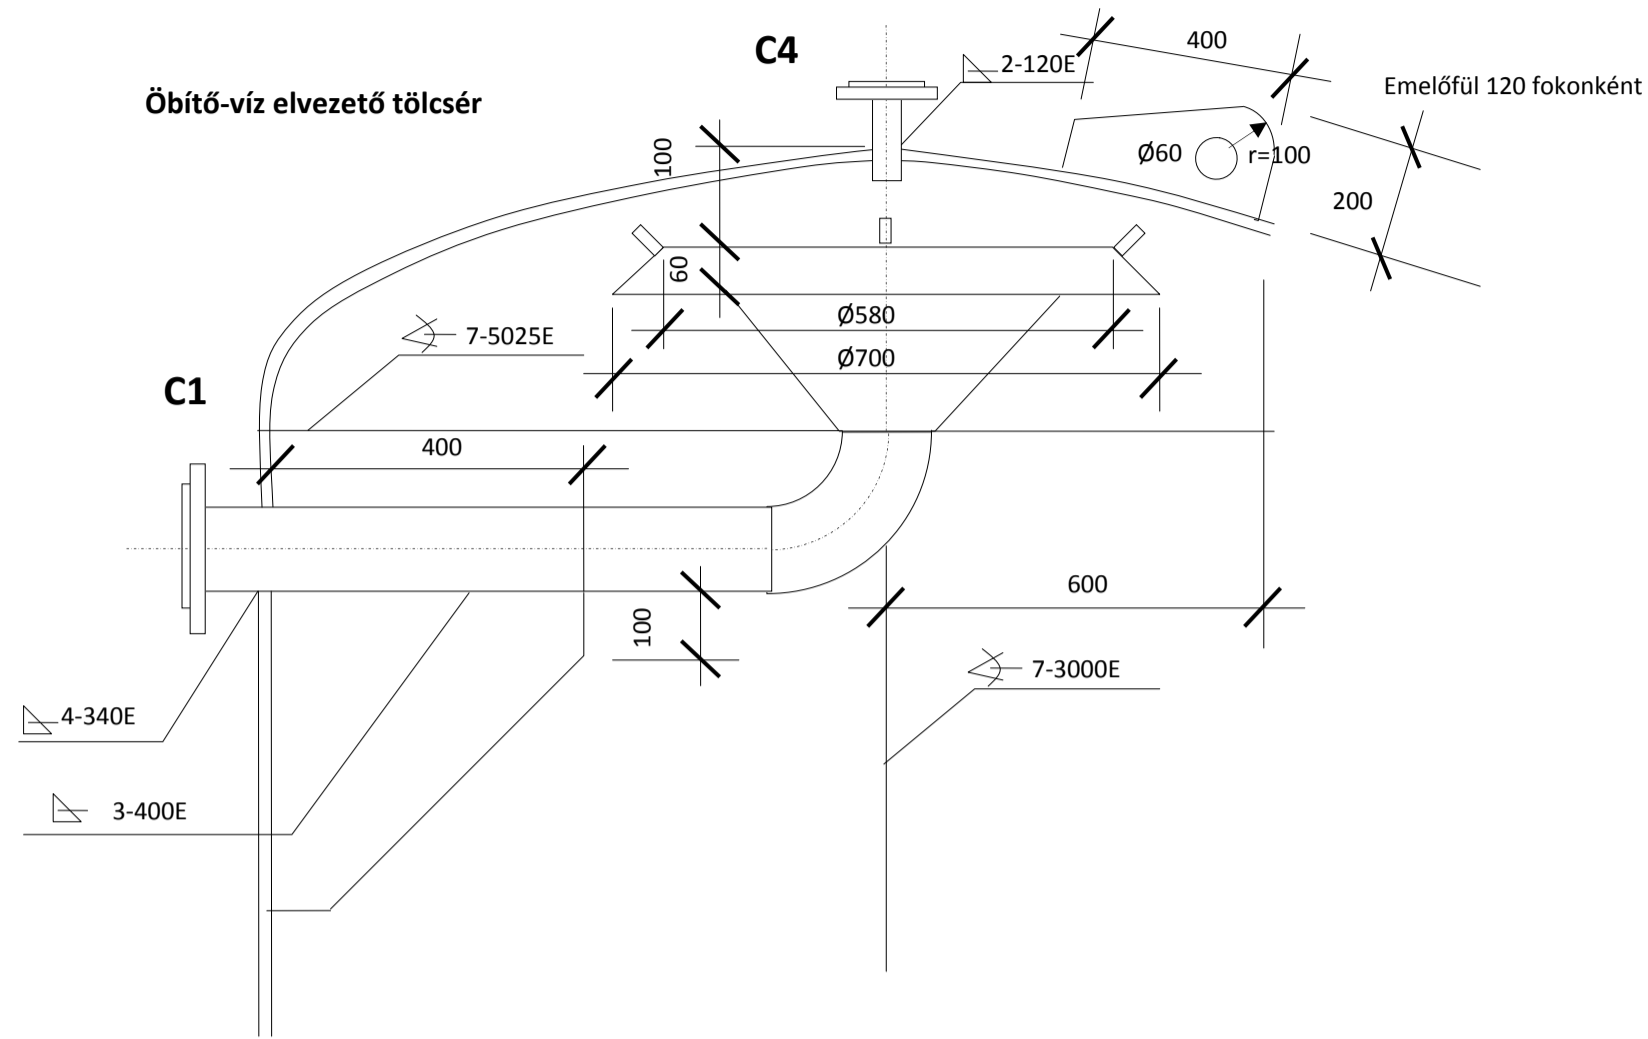 C4
400
2-120E
Emelőfül 120 fokonként
Öbítő-víz elvezető tölcsér
100
Ø60
r=100
200
60
Ø580
7-5025E
Ø700
C1
400
600
100
7-3000E
4-340E
3-400E